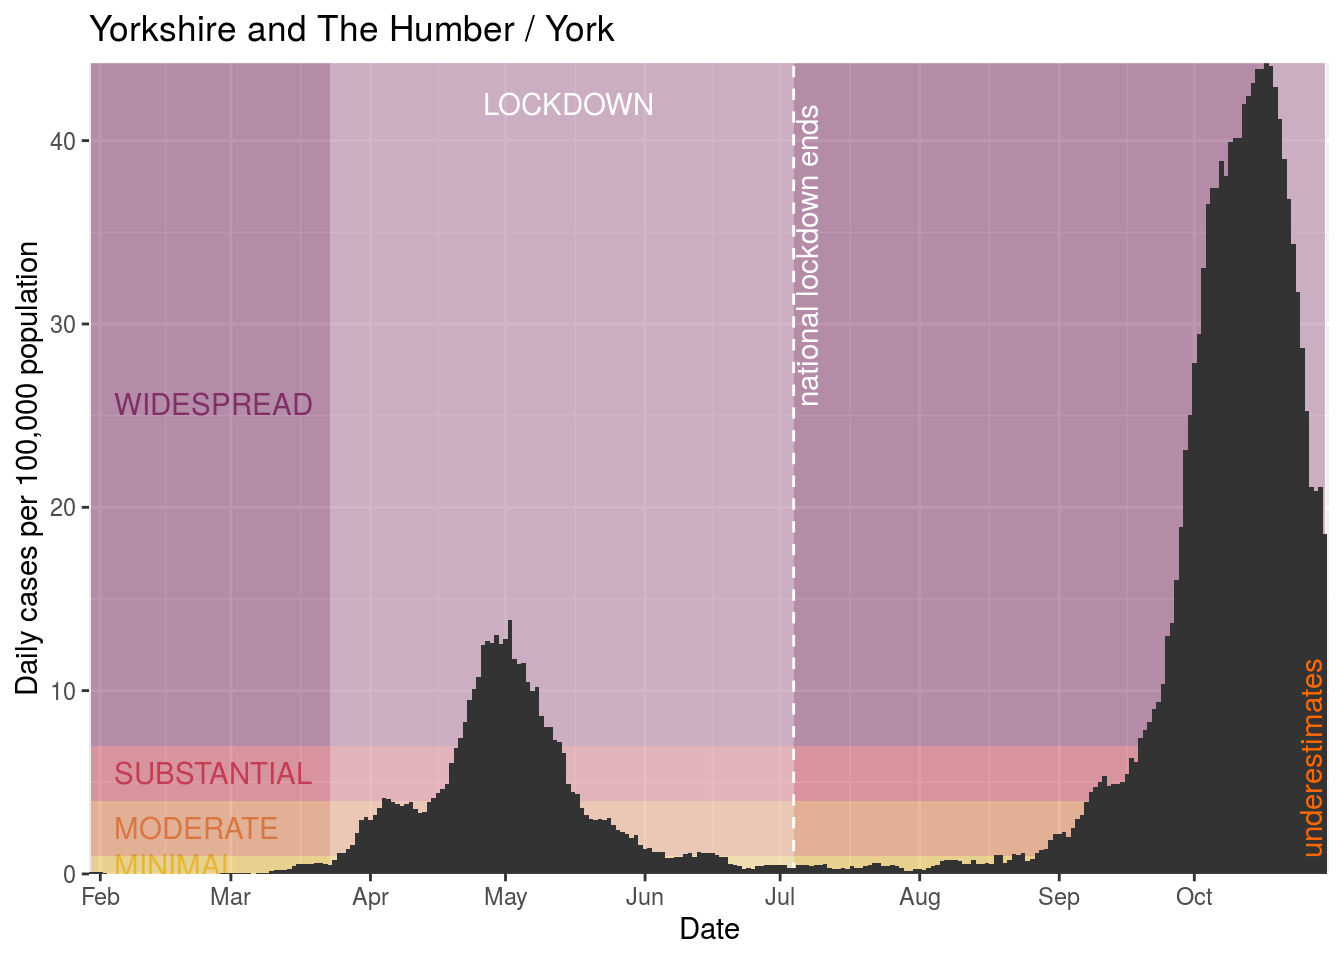 Yorkshire and The Humber / York
LOCKDOWN
national lockdown ends
WIDESPREAD
SUBSTANTIAL
MODERATE
MINIMAL
underestimates
Daily cases per 100,000 population
40
30
20
10
0
Feb Mar Apr May Jun Jul Aug Sep Oct
Date